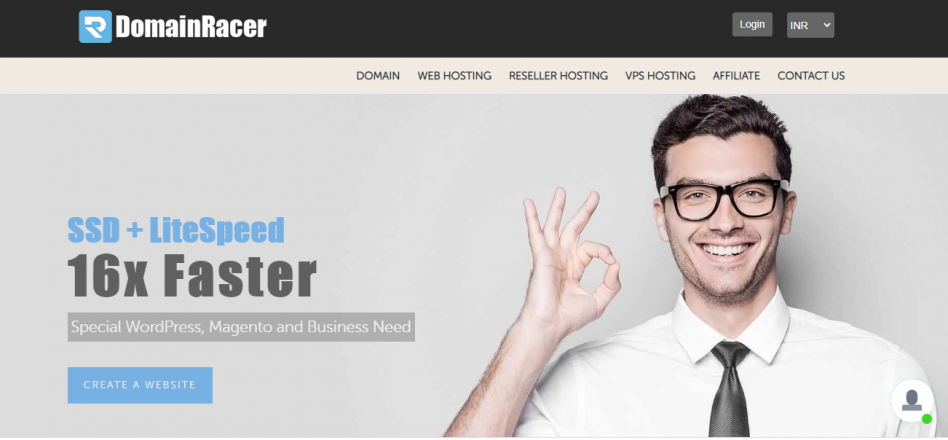 DomainRacer
Login
INR
DOMAIN WEB HOSTING RESELLER HOSTING VPS HOSTING AFFILIATE CONTACT US
SSD + LiteSpeed
16x Faster
Special WordPress, Magento and Business Need
CREATE A WEBSITE